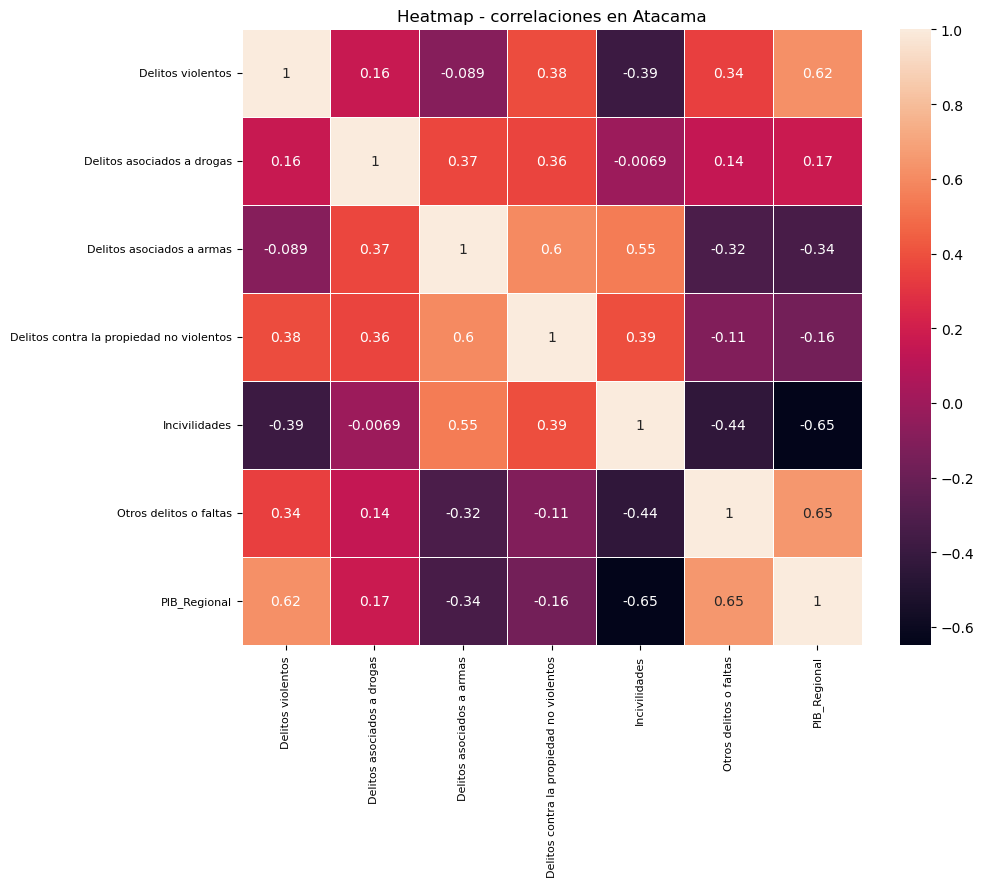 Heatmap - correlaciones en Atacama
Delitos violentos 1 0.16 -0.089 0.38 -0.39 0.34 0.62
Delitos asociados a drogas 0.16 1 0.37 0.36 -0.0069 0.14 0.17
Delitos asociados a armas -0.089 0.37 1 0.6 0.55 -0.32 -0.34
Delitos contra la propiedad no violentos 0.38 0.36 0.6 1 0.39 -0.11 -0.16
Incivilidades -0.39 -0.0069 0.55 0.39 1 -0.44 -0.65
Otros delitos o faltas 0.34 0.14 -0.32 -0.11 -0.44 1 0.65
PIB_Regional 0.62 0.17 -0.34 -0.16 -0.65 0.65 1
Delitos violentos
Delitos asociados a drogas
Delitos asociados a armas
Delitos contra la propiedad no violentos
Incivilidades
Otros delitos o faltas
PIB_Regional
1.0
0.8
0.6
0.4
0.2
0.0
−0.2
−0.4
−0.6